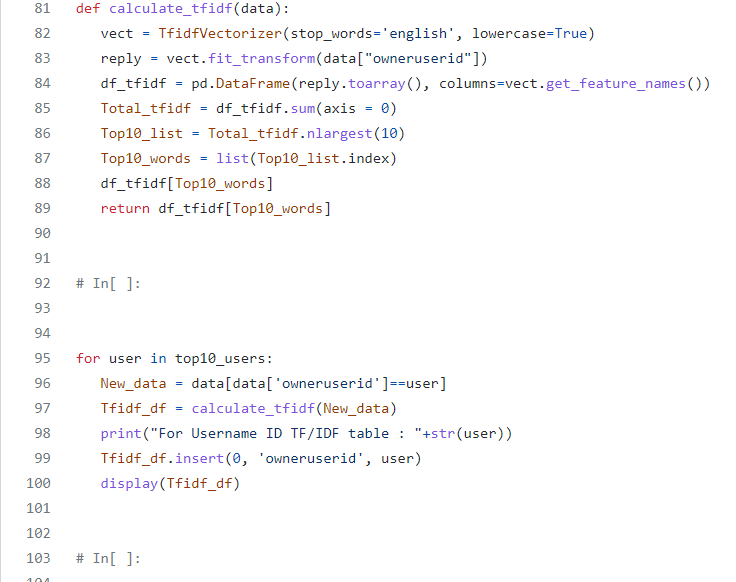 81 def calculate_tfidf(data):
82 vect = TfidfVectorizer(stop_words='english', lowercase=True)
83 reply = vect.fit_transform(data["owneruserid"])
84 df_tfidf = pd.DataFrame(reply.toarray(), columns=vect.get_feature_names())
85 Total_tfidf = df_tfidf.sum(axis = 0)
86 Top10_list = Total_tfidf.nlargest(10)
87 Top10_words = list(Top10_list.index)
88 df_tfidf[Top10_words]
89 return df_tfidf[Top10_words]
90
91
92 # In[ ]:
93
94
95 for user in top10_users:
96 New_data = data[data['owneruserid']==user]
97 Tfidf_df = calculate_tfidf(New_data)
98 print("For Username ID TF/IDF table : "+str(user))
99 Tfidf_df.insert(0, 'owneruserid', user)
100 display(Tfidf_df)
101
102
103 # In[ ]:
104